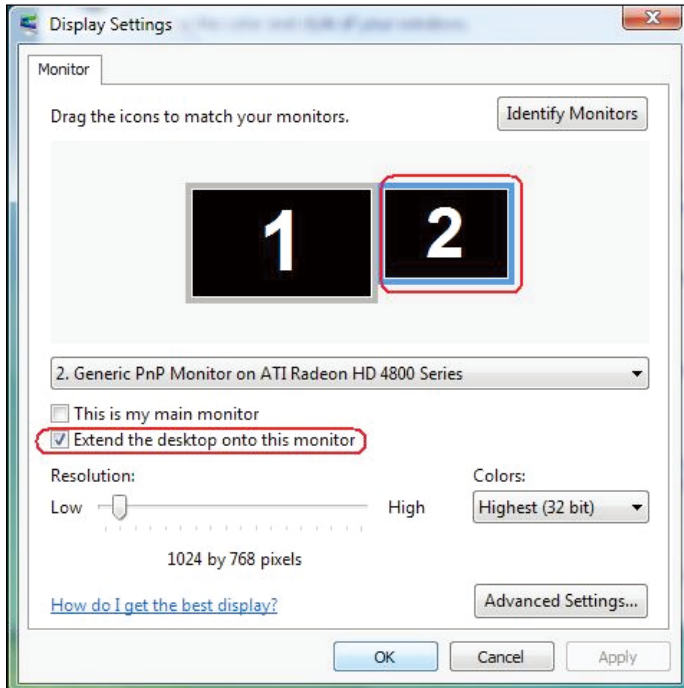 Display Settings
Monitor
Drag the icons to match your monitors.
Identify Monitors
1
2
2. Generic PnP Monitor on ATI Radeon HD 4800 Series
This is my main monitor
Extend the desktop onto this monitor
Resolution:
Colors:
Low
High
Highest (32 bit)
1024 by 768 pixels
How do I get the best display?
Advanced Settings...
OK
Cancel
Apply